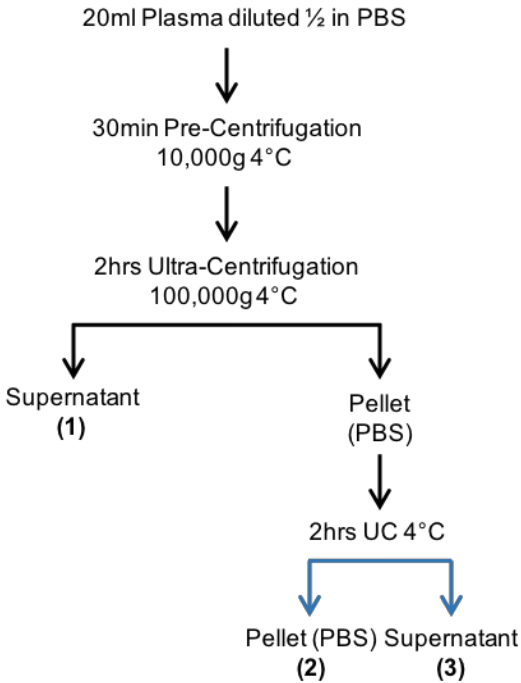 20ml Plasma diluted ½ in PBS
30min Pre-Centrifugation
10,000g 4°C
2hrs Ultra-Centrifugation
100,000g 4°C
Supernatant
(1)
Pellet
(PBS)
2hrs UC 4°C
Pellet (PBS) Supernatant
(2) (3)